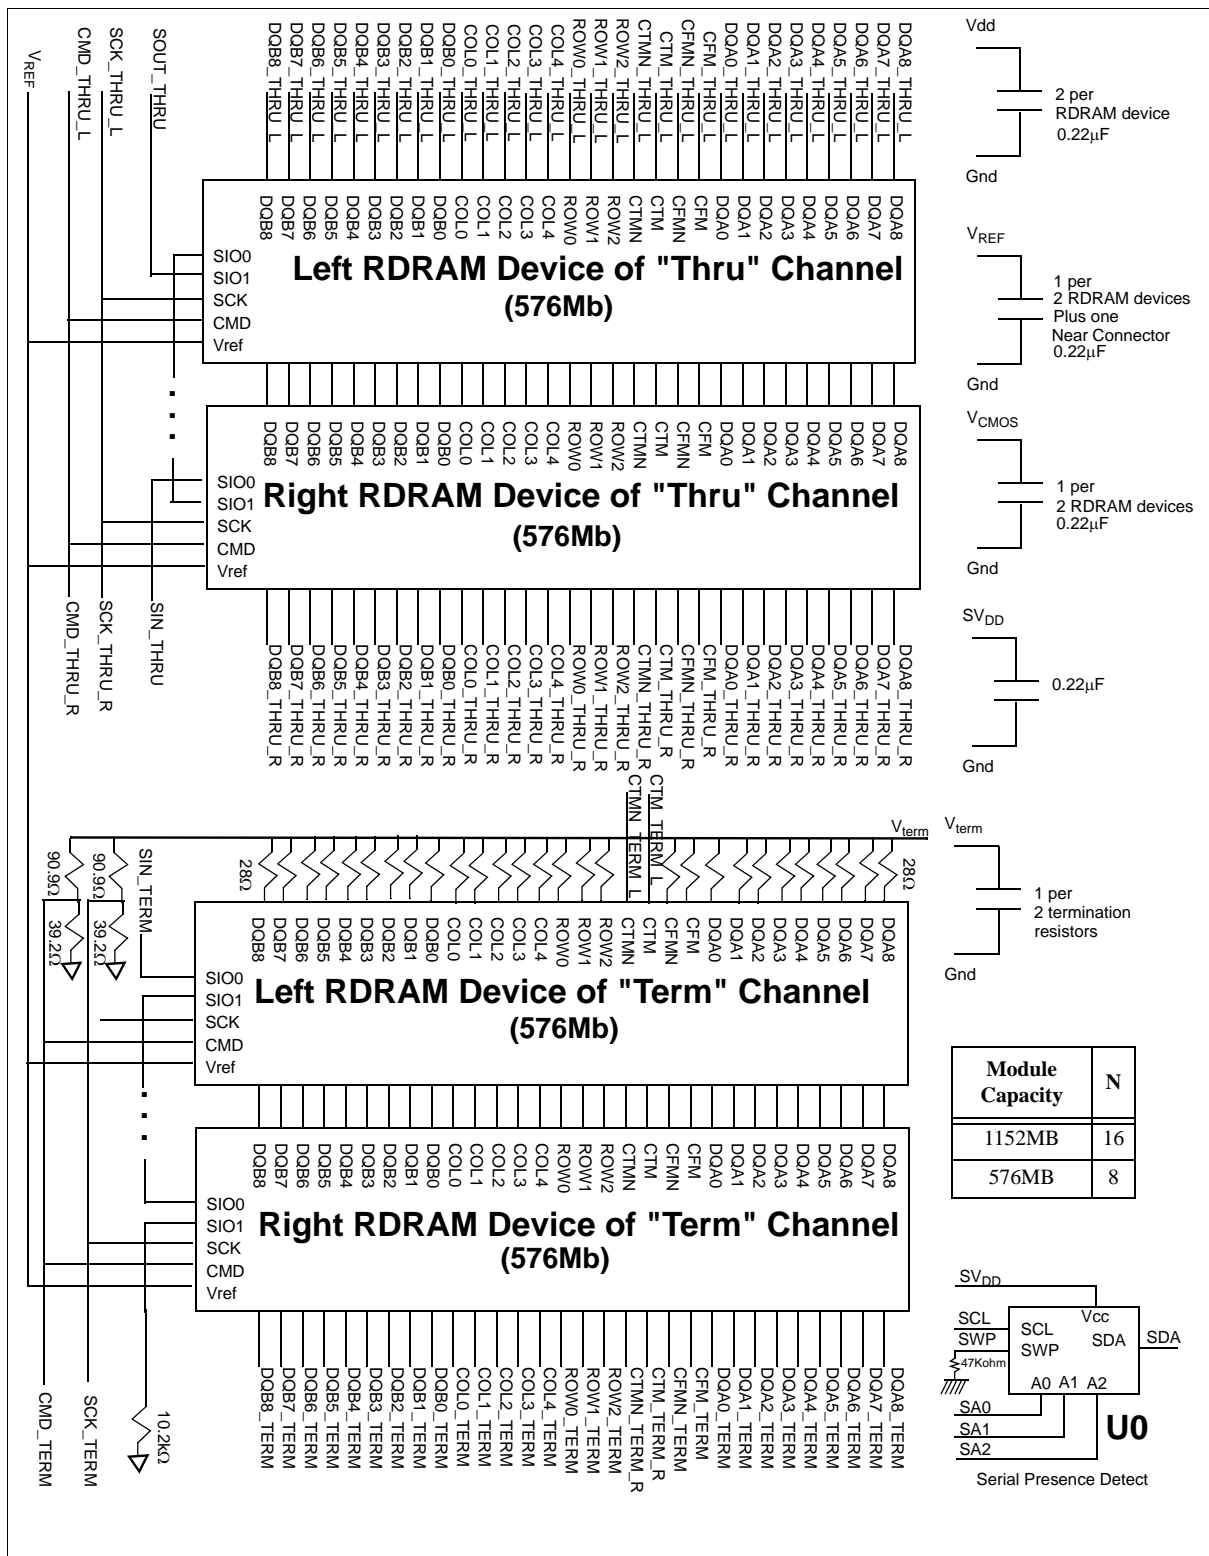 VREF
CMD_THRU_L
SCK_THRU_L
SOUT_THRU
DQB8_THRU_L
DQB7_THRU_L
DQB6_THRU_L
DQB5_THRU_L
DQB4_THRU_L
DQB3_THRU_L
DQB2_THRU_L
DQB1_THRU_L
DQB0_THRU_L
COL0_THRU_L
COL1_THRU_L
COL2_THRU_L
COL3_THRU_L
COL4_THRU_L
ROW0_THRU_L
ROW1_THRU_L
ROW2_THRU_L
CTMN_THRU_L
CTM_THRU_L
CFMN_THRU_L
CFM_THRU_L
DQA0_THRU_L
DQA1_THRU_L
DQA2_THRU_L
DQA3_THRU_L
DQA4_THRU_L
DQA5_THRU_L
DQA6_THRU_L
DQA7_THRU_L
DQA8_THRU_L
DQB8
DQB7
DQB6
DQB5
DQB4
DQB3
DQB2
DQB1
DQB0
COL0
COL1
COL2
COL3
COL4
ROW0
ROW1
ROW2
CTMN
CTM
CFMN
CFM
DQA0
DQA1
DQA2
DQA3
DQA4
DQA5
DQA6
DQA7
DQA8
SIO0
SIO1
SCK
CMD
Vref
Left RDRAM Device of "Thru" Channel
(576Mb)
DQB8
DQB7
DQB6
DQB5
DQB4
DQB3
DQB2
DQB1
DQB0
COL0
COL1
COL2
COL3
COL4
ROW0
ROW1
ROW2
CTMN
CTM
CFMN
CFM
DQA0
DQA1
DQA2
DQA3
DQA4
DQA5
DQA6
DQA7
DQA8
SIO0
SIO1
SCK
CMD
Vref
Right RDRAM Device of "Thru" Channel
(576Mb)
CMD_THRU_R
SCK_THRU_R
SIN_THRU
DQB8_THRU_R
DQB7_THRU_R
DQB6_THRU_R
DQB5_THRU_R
DQB4_THRU_R
DQB3_THRU_R
DQB2_THRU_R
DQB1_THRU_R
DQB0_THRU_R
COL0_THRU_R
COL1_THRU_R
COL2_THRU_R
COL3_THRU_R
COL4_THRU_R
ROW0_THRU_R
ROW1_THRU_R
ROW2_THRU_R
CTMN_THRU_R
CTM_THRU_R
CFMN_THRU_R
CFM_THRU_R
DQA0_THRU_R
DQA1_THRU_R
DQA2_THRU_R
DQA3_THRU_R
DQA4_THRU_R
DQA5_THRU_R
DQA6_THRU_R
DQA7_THRU_R
DQA8_THRU_R
CTMN_TERM_L
CTM_TERM_L
Vterm
90.9Ω
39.2Ω
90.9Ω
39.2Ω
SIN_TERM
28Ω
28Ω
DQB8
DQB7
DQB6
DQB5
DQB4
DQB3
DQB2
DQB1
DQB0
COL0
COL1
COL2
COL3
COL4
ROW0
ROW1
ROW2
CTMN
CTM
CFMN
CFM
DQA0
DQA1
DQA2
DQA3
DQA4
DQA5
DQA6
DQA7
DQA8
SIO0
SIO1
SCK
CMD
Vref
Left RDRAM Device of "Term" Channel
(576Mb)
DQB8
DQB7
DQB6
DQB5
DQB4
DQB3
DQB2
DQB1
DQB0
COL0
COL1
COL2
COL3
COL4
ROW0
ROW1
ROW2
CTMN
CTM
CFMN
CFM
DQA0
DQA1
DQA2
DQA3
DQA4
DQA5
DQA6
DQA7
DQA8
SIO0
SIO1
SCK
CMD
Vref
Right RDRAM Device of "Term" Channel
(576Mb)
CMD_TERM
SCK_TERM
10.2kΩ
DQB8_TERM
DQB7_TERM
DQB6_TERM
DQB5_TERM
DQB4_TERM
DQB3_TERM
DQB2_TERM
DQB1_TERM
DQB0_TERM
COL0_TERM
COL1_TERM
COL2_TERM
COL3_TERM
COL4_TERM
ROW0_TERM
ROW1_TERM
ROW2_TERM
CTMN_TERM_R
CTM_TERM_R
CFMN_TERM
CFM_TERM
DQA0_TERM
DQA1_TERM
DQA2_TERM
DQA3_TERM
DQA4_TERM
DQA5_TERM
DQA6_TERM
DQA7_TERM
DQA8_TERM
Vdd
2 per
RDRAM device
0.22µF
Gnd
VREF
1 per
2 RDRAM devices
Plus one
Near Connector
0.22µF
Gnd
VCMOS
1 per
2 RDRAM devices
0.22µF
Gnd
SVDD
0.22µF
Gnd
Vterm
1 per
2 termination
resistors
Gnd
Module Capacity N
1152MB 16
576MB 8
SVDD
Vcc
SCL
SCL
SWP
SWP
SDA
SDA
47Kohm
A0 A1 A2
SA0
SA1
SA2
U0
Serial Presence Detect